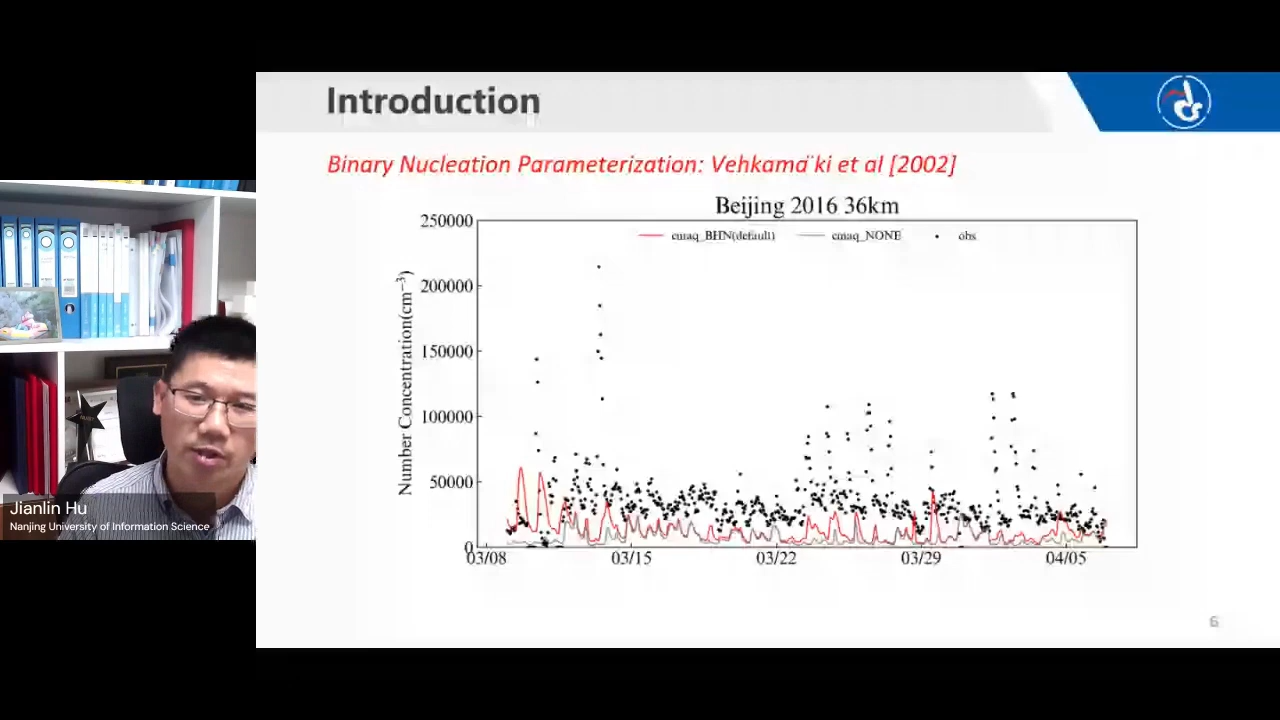 Introduction
Binary Nucleation Parameterization: Vehkama¨ki et al [2002]
Beijing 2016 36km
cmaq_BHN(default)
cmaq_NONE
obs
Number Concentration(cm⁻³)
250000
200000
150000
100000
50000
0
03/08
03/15
03/22
03/29
04/05
6
Jianlin Hu
Nanjing University of Information Science